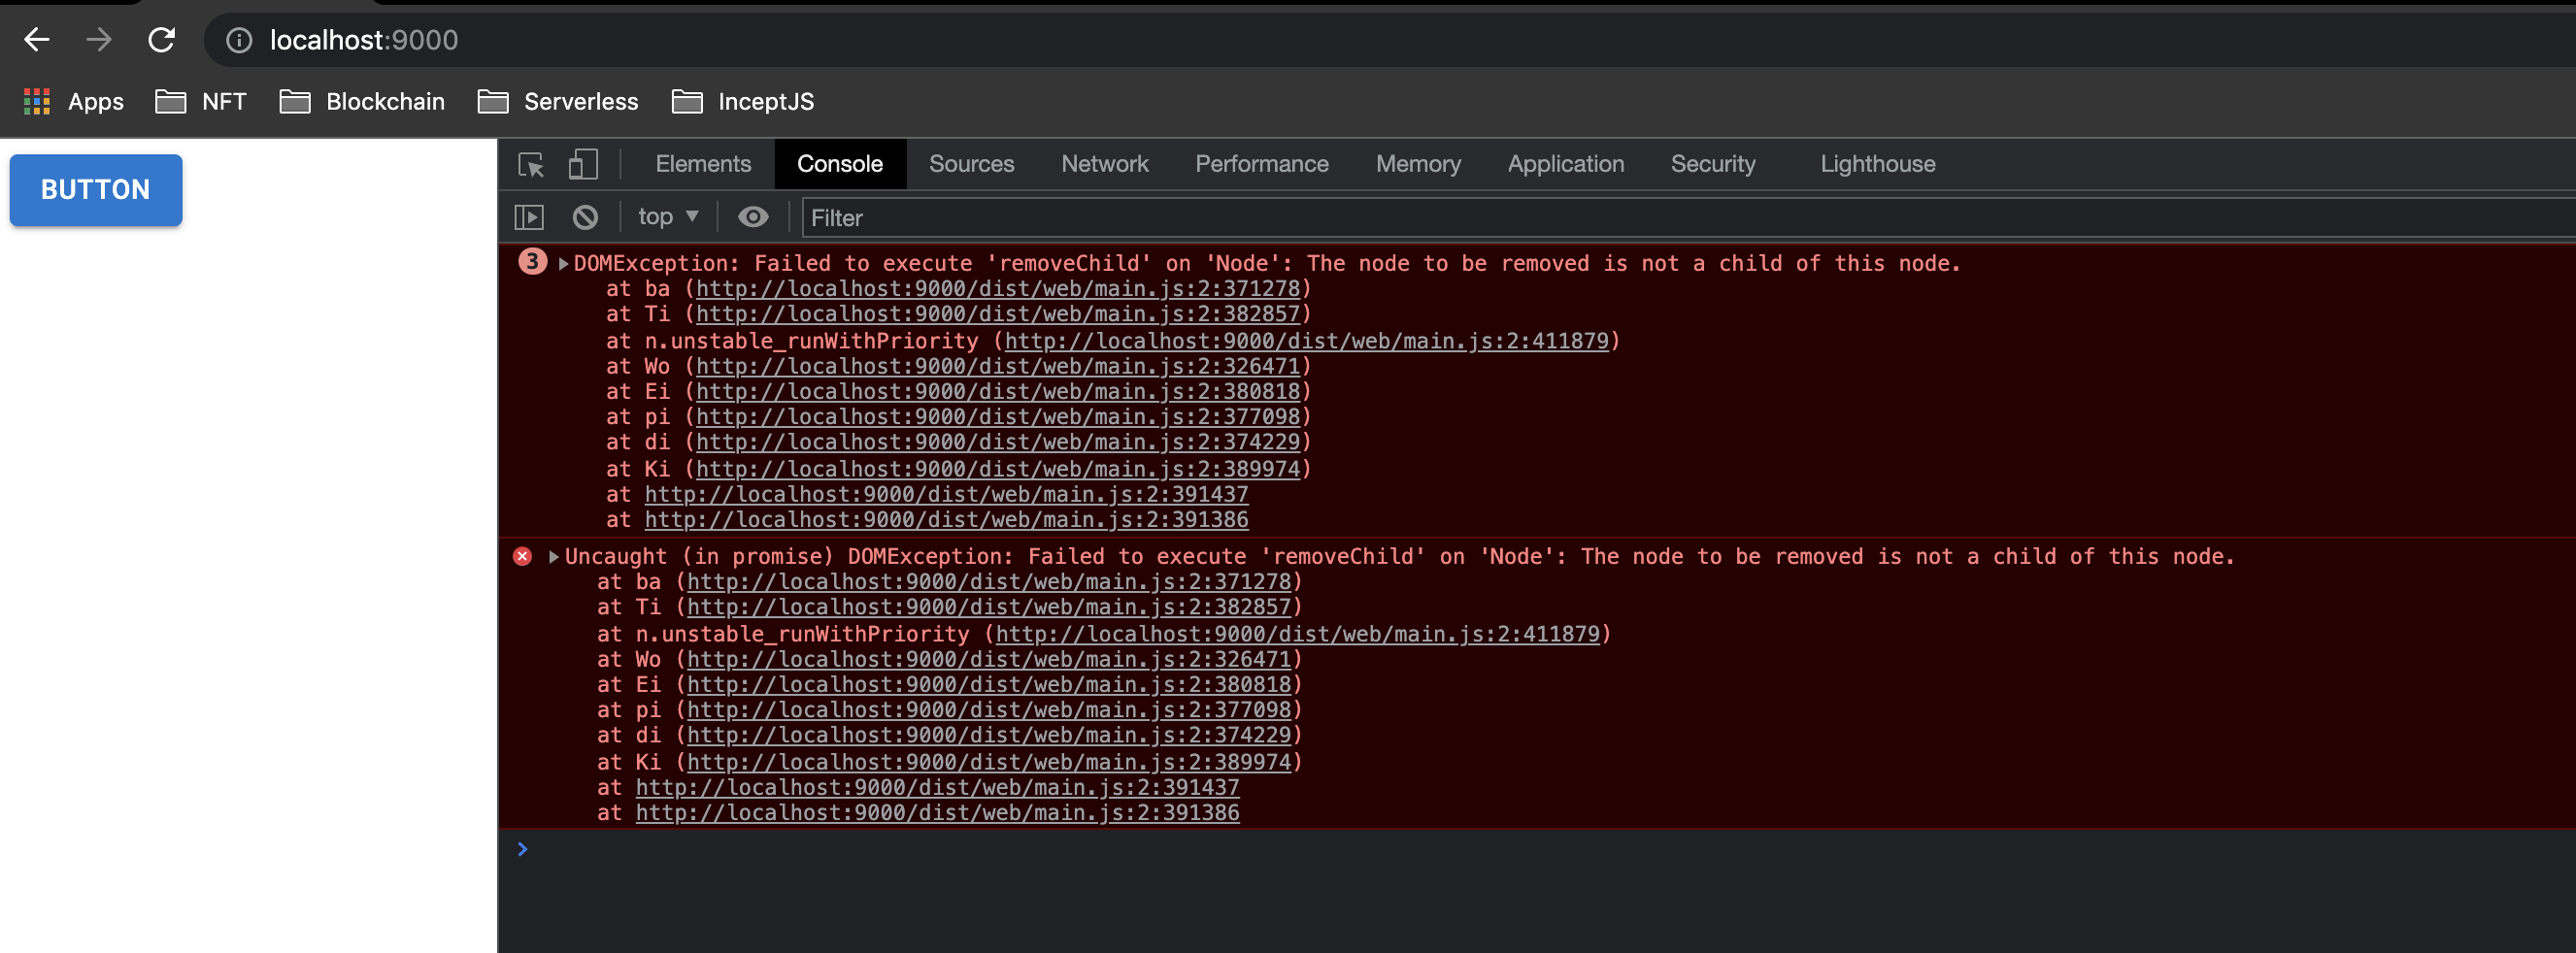 localhost:9000
Apps NFT Blockchain Serverless InceptJS
BUTTON
Elements Console Sources Network Performance Memory Application Security Lighthouse
top Filter
3 DOMException: Failed to execute 'removeChild' on 'Node': The node to be removed is not a child of this node.
at ba (http://localhost:9000/dist/web/main.js:2:371278)
at Ti (http://localhost:9000/dist/web/main.js:2:382857)
at n.unstable_runWithPriority (http://localhost:9000/dist/web/main.js:2:411879)
at Wo (http://localhost:9000/dist/web/main.js:2:326471)
at Ei (http://localhost:9000/dist/web/main.js:2:380818)
at pi (http://localhost:9000/dist/web/main.js:2:377098)
at di (http://localhost:9000/dist/web/main.js:2:374229)
at Ki (http://localhost:9000/dist/web/main.js:2:389974)
at http://localhost:9000/dist/web/main.js:2:391437
at http://localhost:9000/dist/web/main.js:2:391386
Uncaught (in promise) DOMException: Failed to execute 'removeChild' on 'Node': The node to be removed is not a child of this node.
at ba (http://localhost:9000/dist/web/main.js:2:371278)
at Ti (http://localhost:9000/dist/web/main.js:2:382857)
at n.unstable_runWithPriority (http://localhost:9000/dist/web/main.js:2:411879)
at Wo (http://localhost:9000/dist/web/main.js:2:326471)
at Ei (http://localhost:9000/dist/web/main.js:2:380818)
at pi (http://localhost:9000/dist/web/main.js:2:377098)
at di (http://localhost:9000/dist/web/main.js:2:374229)
at Ki (http://localhost:9000/dist/web/main.js:2:389974)
at http://localhost:9000/dist/web/main.js:2:391437
at http://localhost:9000/dist/web/main.js:2:391386